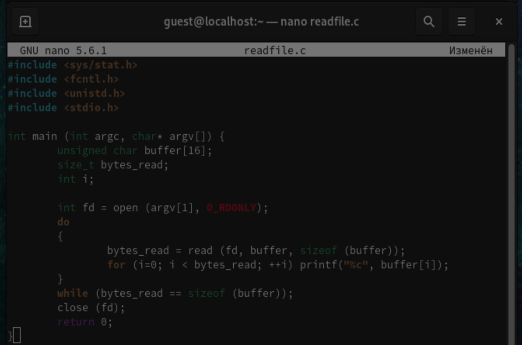 guest@localhost:~ — nano readfile.c
GNU nano 5.6.1 readfile.c Изменён
#include <sys/stat.h>
#include <fcntl.h>
#include <unistd.h>
#include <stdio.h>
int main (int argc, char* argv[]) {
unsigned char buffer[16];
size_t bytes_read;
int i;
int fd = open (argv[1], O_RDONLY);
do
{
bytes_read = read (fd, buffer, sizeof (buffer));
for (i=0; i < bytes_read; ++i) printf("%c", buffer[i]);
}
while (bytes_read == sizeof (buffer));
close (fd);
return 0;
}